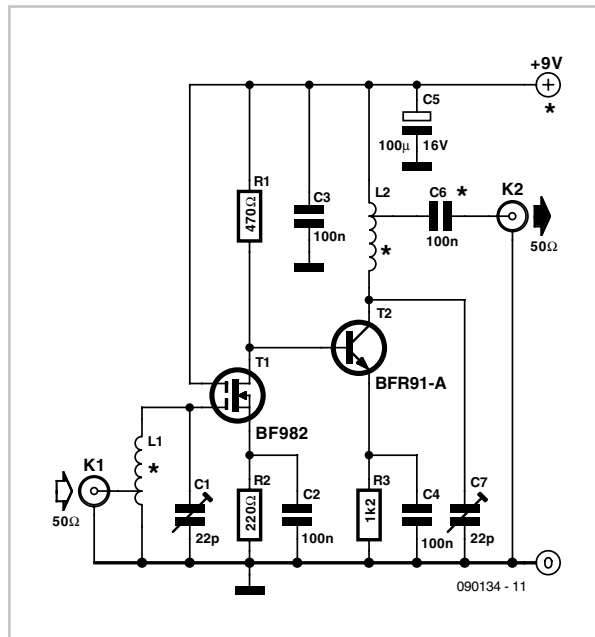 +9V
*
C5
100µ 16V
R1
470Ω
C3
100n
L2
*
C6 *
100n
K2
50Ω
T2
BFR91-A
T1
BF982
L1
*
K1
50Ω
C1
22p
R2
220Ω
C2
100n
R3
1k2
C4
100n
C7
22p
0
090134 - 11